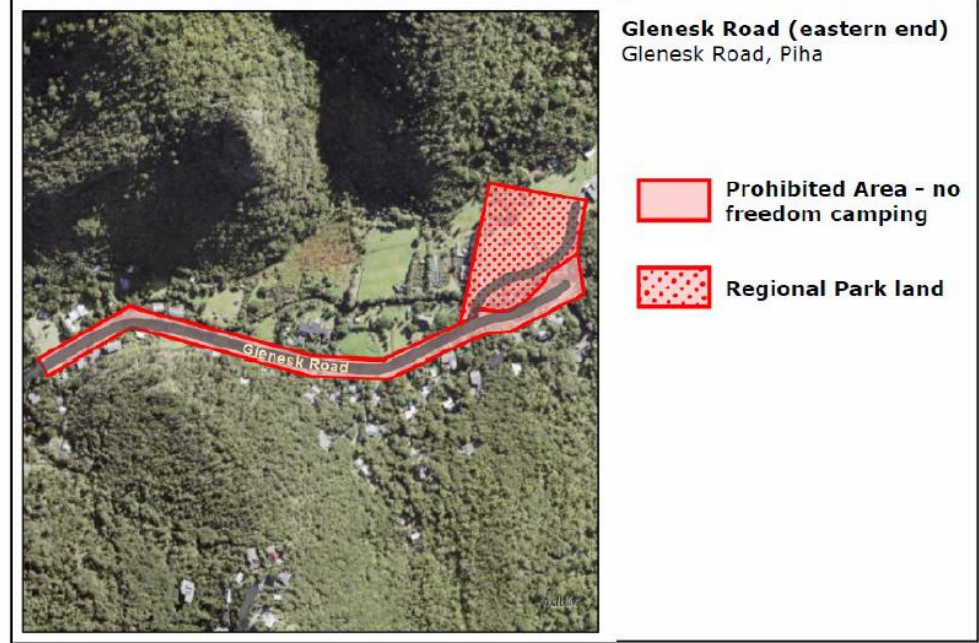 Glenesk Road (eastern end)
Glenesk Road, Piha
Prohibited Area - no
freedom camping
Regional Park land
Glenesk Road